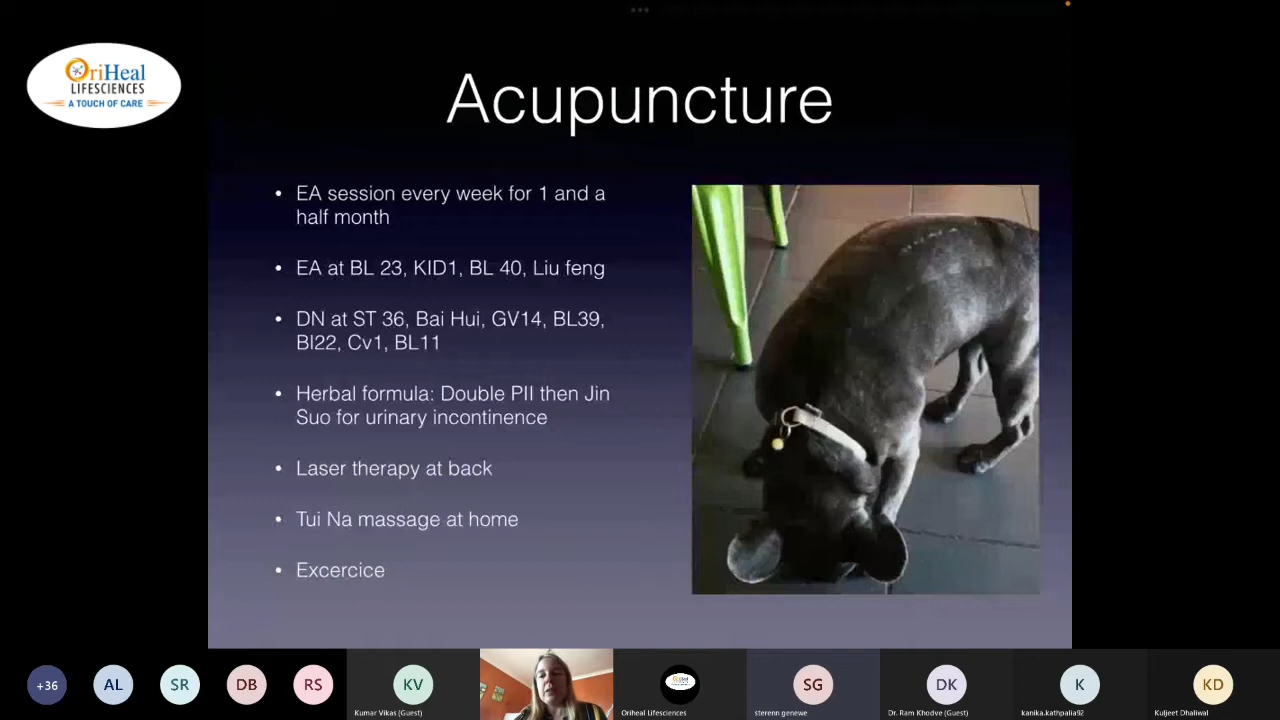 OriHeal
LIFESCIENCES
A TOUCH OF CARE
Acupuncture
• EA session every week for 1 and a
half month
• EA at BL 23, KID1, BL 40, Liu feng
• DN at ST 36, Bai Hui, GV14, BL39,
Bl22, Cv1, BL11
• Herbal formula: Double PII then Jin
Suo for urinary incontinence
• Laser therapy at back
• Tui Na massage at home
• Excercice
+36
AL
SR
DB
RS
KV
Kumar Vikas (Guest)
OriHeal
Oriheal Lifesciences
SG
sterenn genewe
DK
Dr. Ram Khodve (Guest)
K
kanika.kathpalia92
KD
Kuljeet Dhaliwal